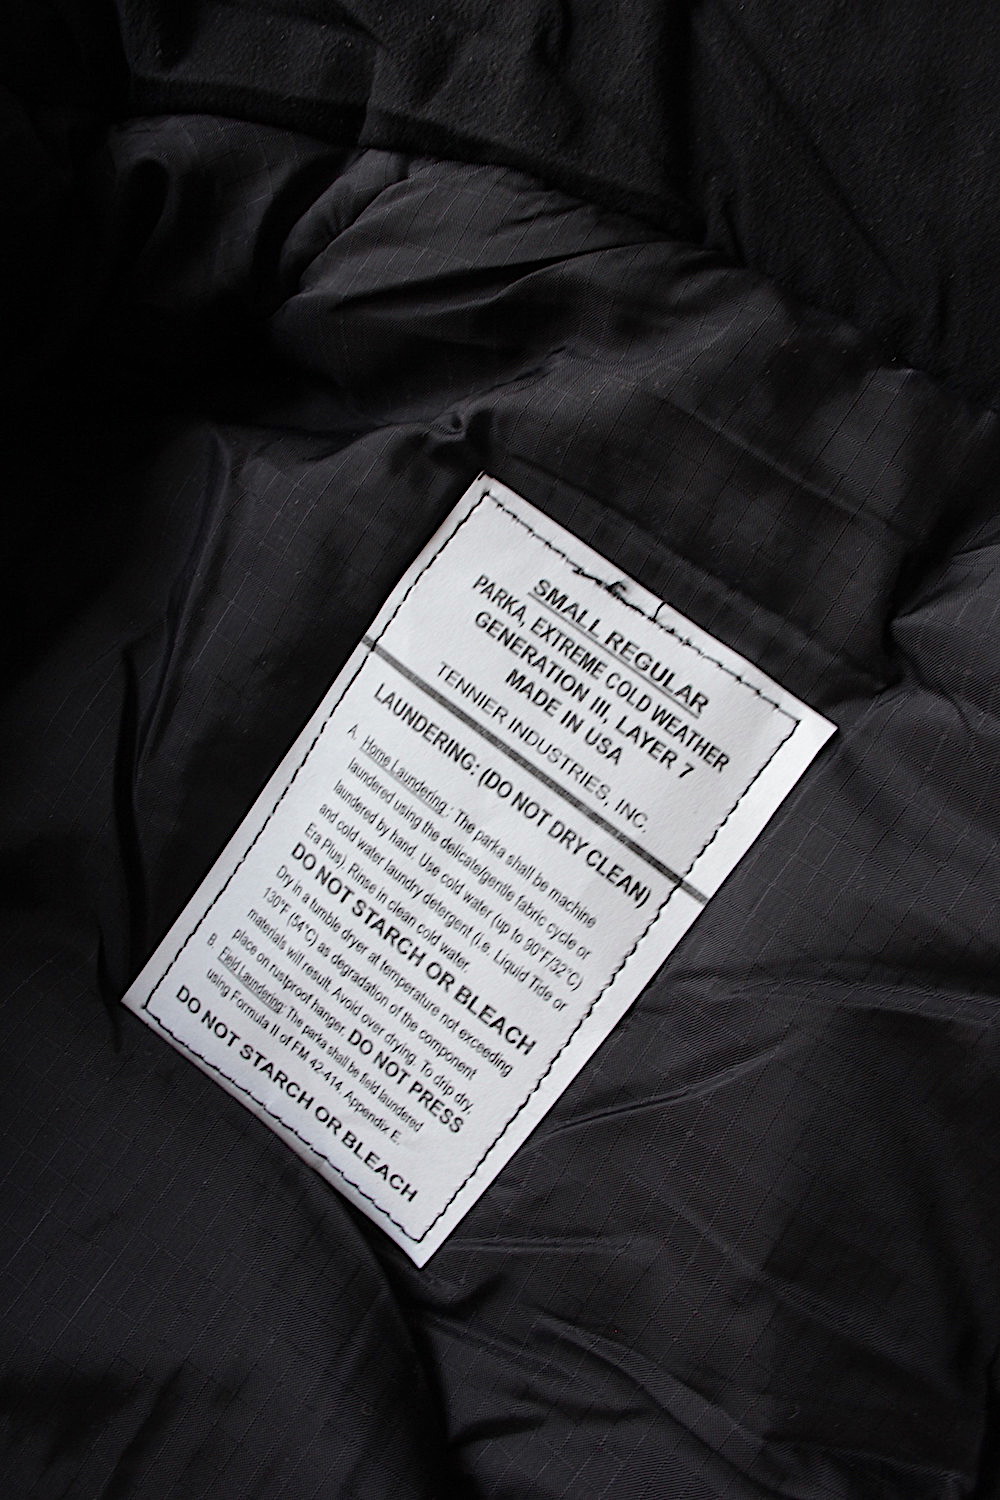 SMALL REGULAR
PARKA, EXTREME COLD WEATHER
GENERATION III, LAYER 7
MADE IN USA
TENNIER INDUSTRIES, INC.
LAUNDERING: (DO NOT DRY CLEAN)
A. Home Laundering: The parka shall be machine
laundered using the delicate/gentle fabric cycle or
laundered by hand. Use cold water (up to 90°F/32°C)
and cold water laundry detergent (i.e. Liquid Tide or
Era Plus). Rinse in clean cold water.
DO NOT STARCH OR BLEACH
Dry in a tumble dryer at temperature not exceeding
130°F (54°C) as degradation of the component
materials will result. Avoid over drying. To drip dry,
place on rustproof hanger. DO NOT PRESS
B. Field Laundering: The parka shall be field laundered
using Formula II of FM 42-414, Appendix E.
DO NOT STARCH OR BLEACH